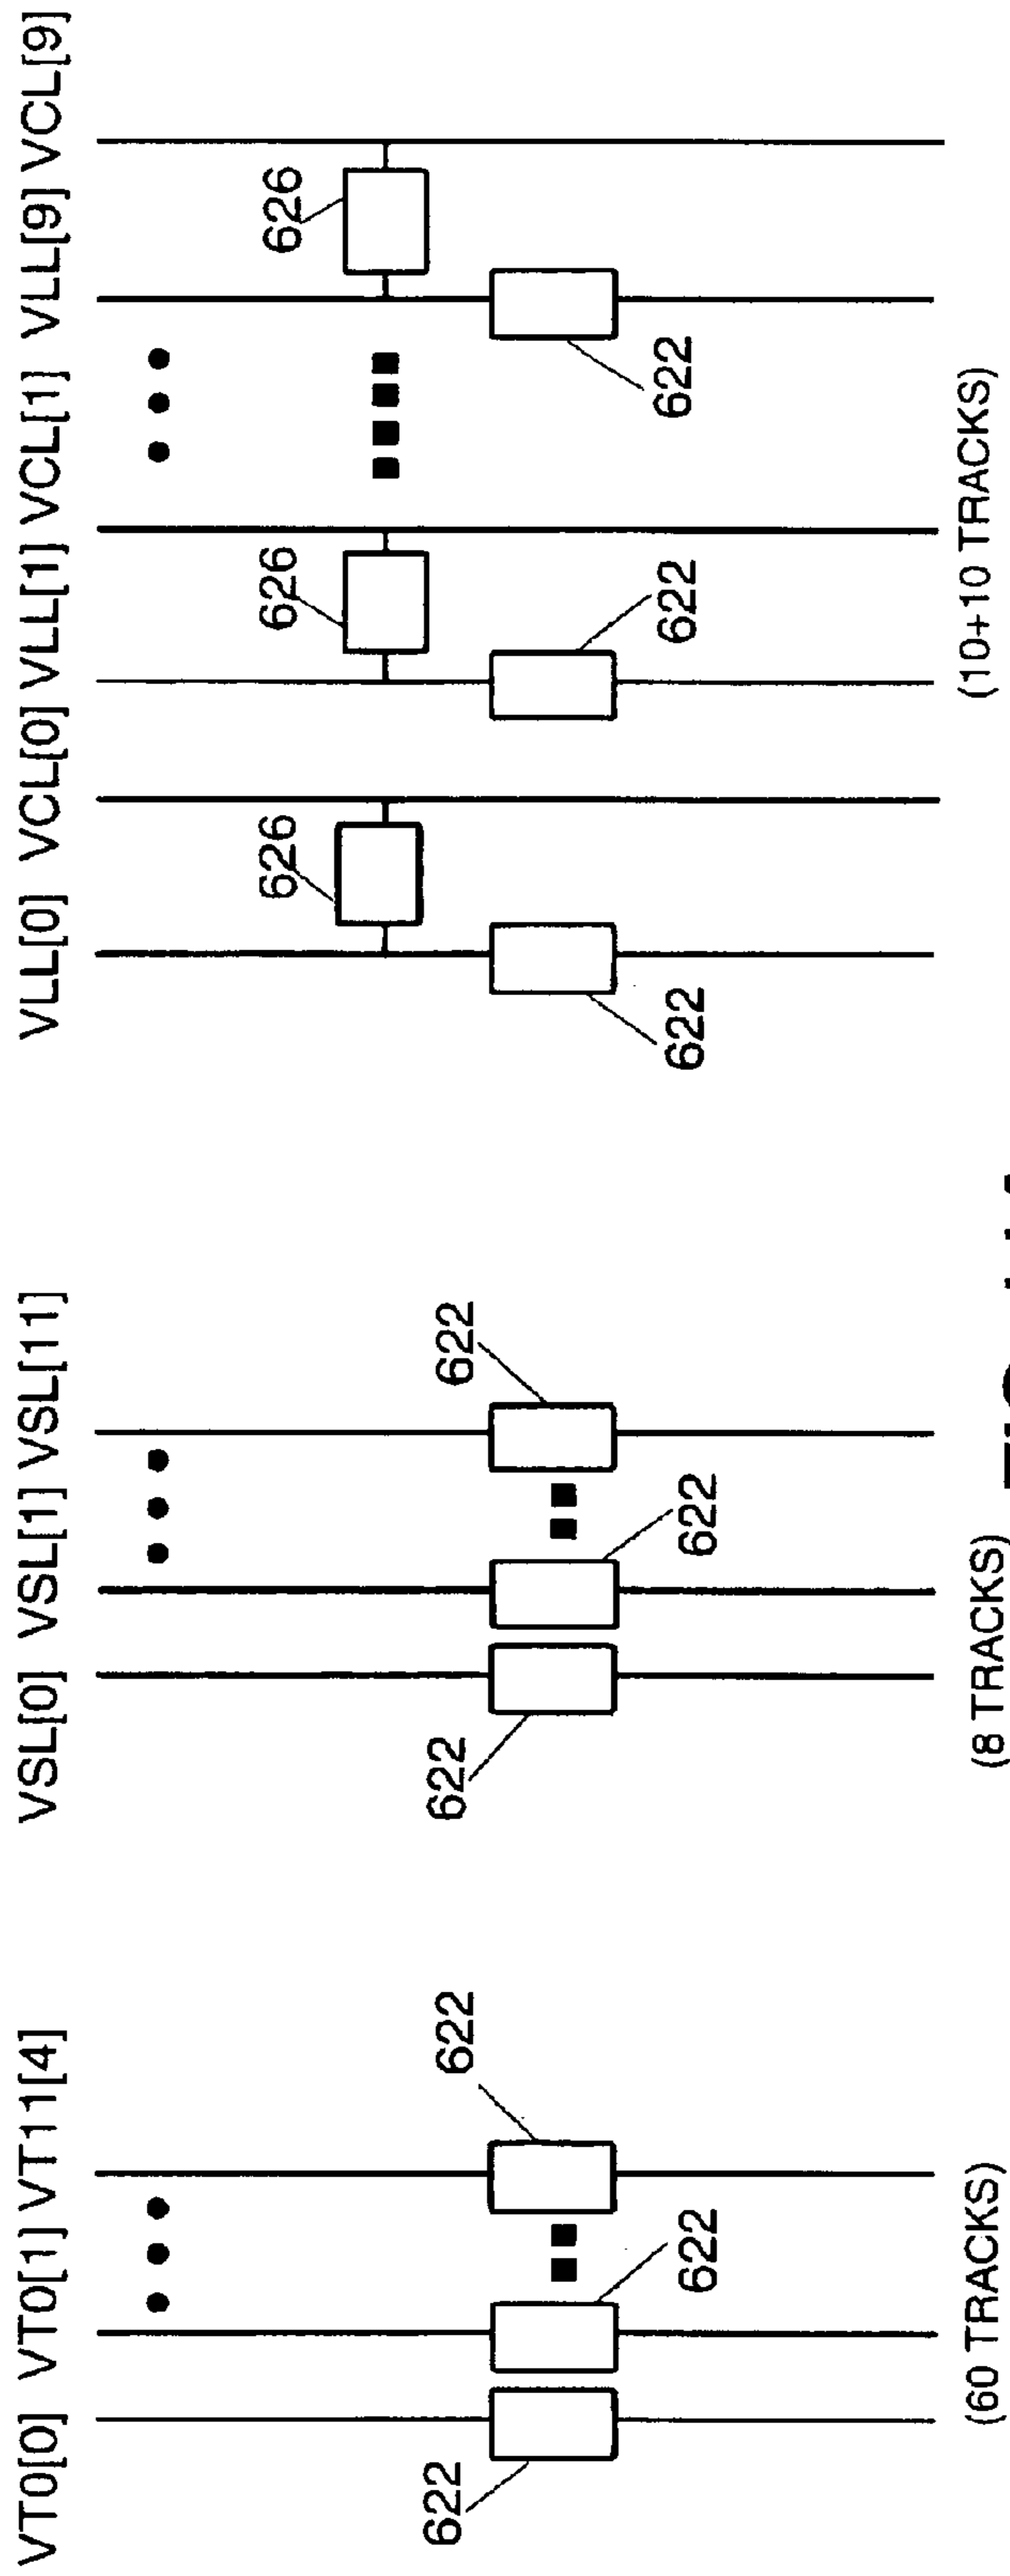 VT0[0] VT0[1] VT11[4]
VSL[0] VSL[1] VSL[11]
VLL[0] VCL[0] VLL[1] VCL[1] VLL[9] VCL[9]
622
622
622
622
622
622
626
626
626
622
622
622
(60 TRACKS)
(8 TRACKS)
(10+10 TRACKS)